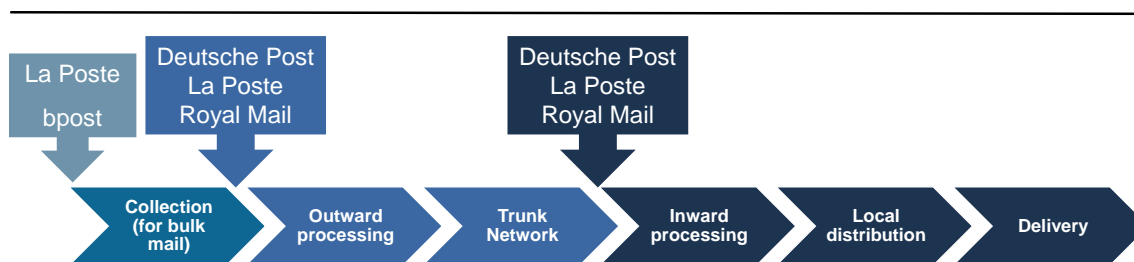 La Poste
bpost
Deutsche Post
La Poste
Royal Mail
Deutsche Post
La Poste
Royal Mail
Collection
(for bulk
mail)
Outward
processing
Trunk
Network
Inward
processing
Local
distribution
Delivery